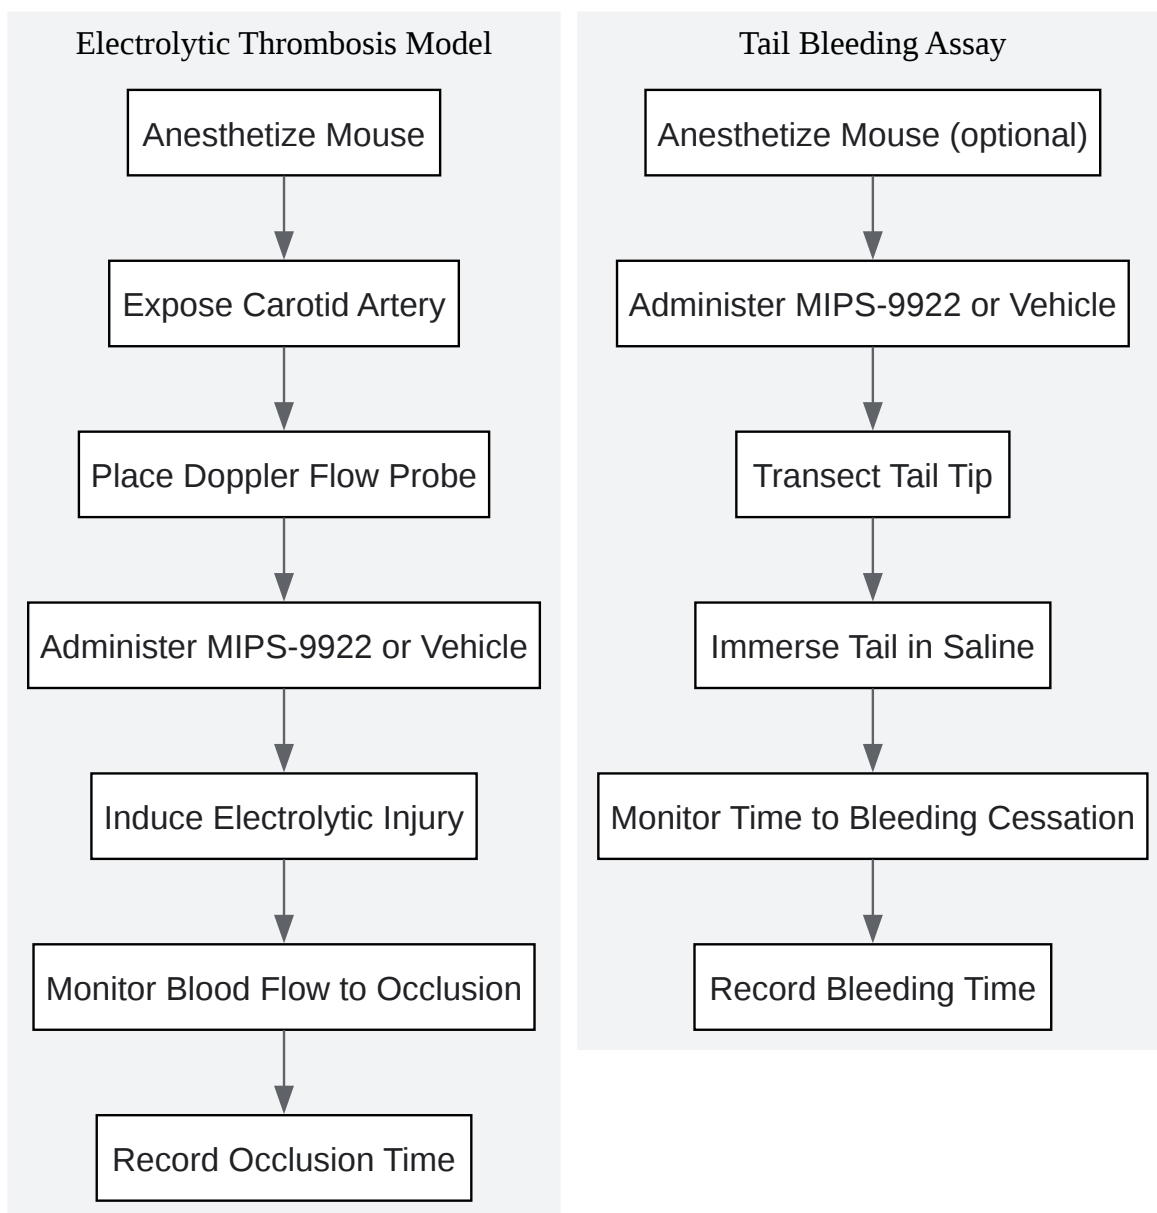 Electrolytic Thrombosis Model
Anesthetize Mouse
Expose Carotid Artery
Place Doppler Flow Probe
Administer MIPS-9922 or Vehicle
Induce Electrolytic Injury
Monitor Blood Flow to Occlusion
Record Occlusion Time
Tail Bleeding Assay
Anesthetize Mouse (optional)
Administer MIPS-9922 or Vehicle
Transect Tail Tip
Immerse Tail in Saline
Monitor Time to Bleeding Cessation
Record Bleeding Time